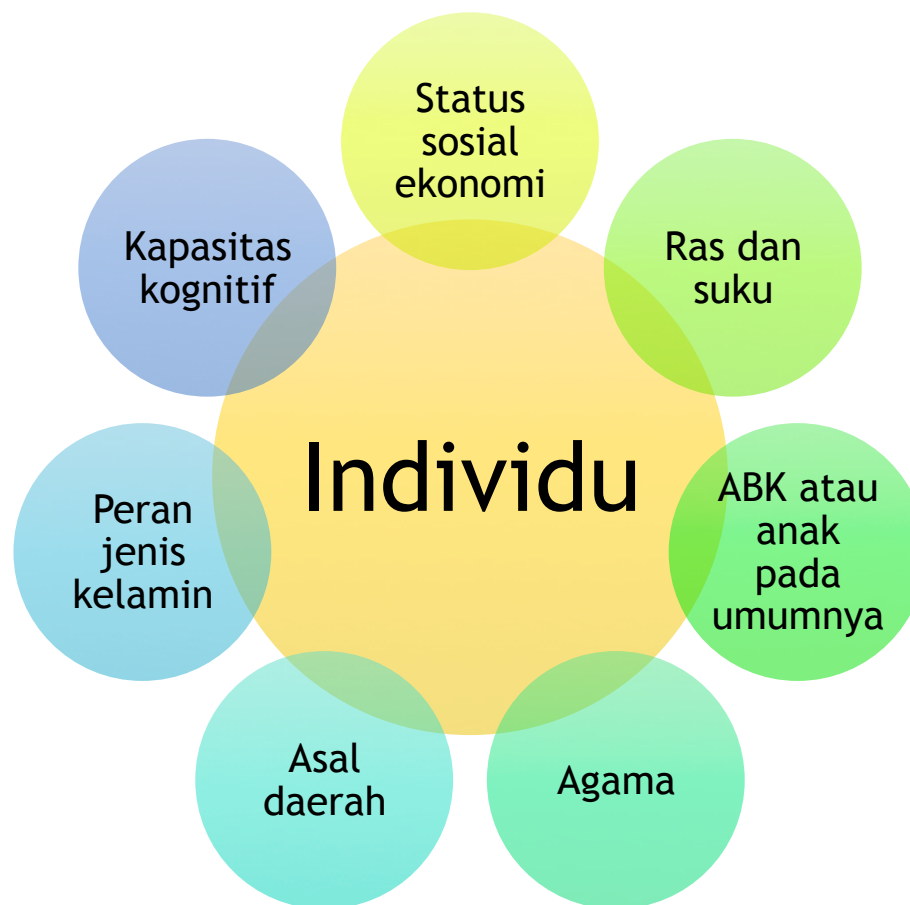 Status
sosial
ekonomi
Ras dan
suku
ABK atau
anak
pada
umumnya
Agama
Asal
daerah
Peran
jenis
kelamin
Kapasitas
kognitif
Individu